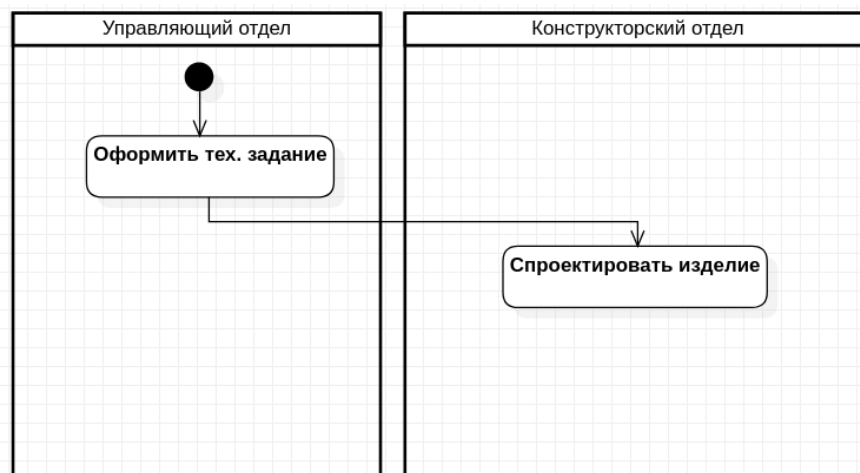 Управляющий отдел
Конструкторский отдел
Оформить тех. задание
Спроектировать изделие